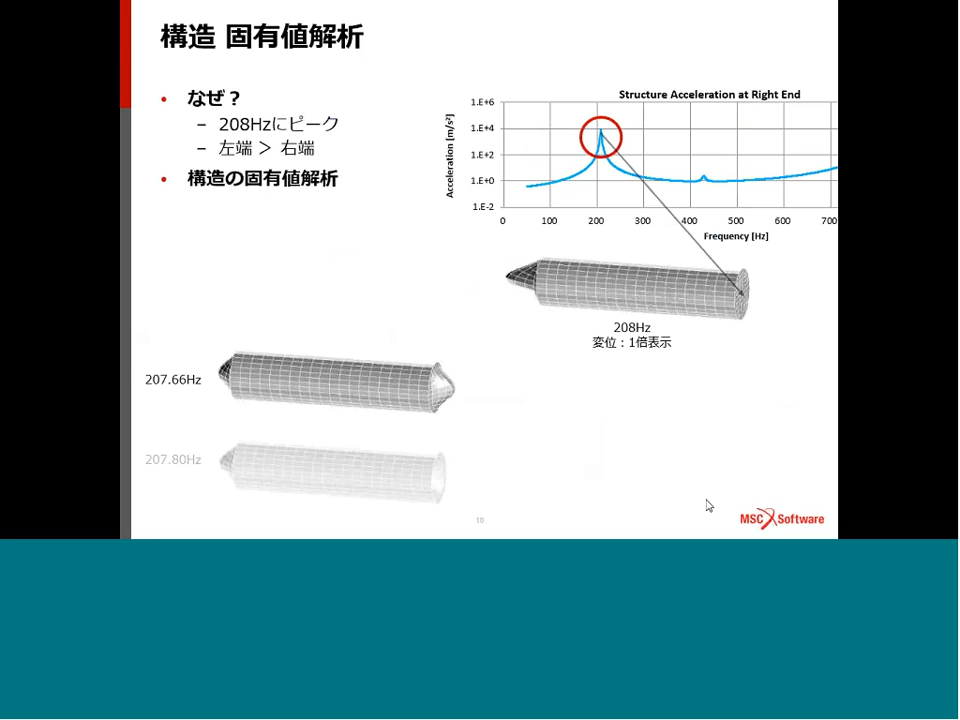 構造 固有値解析
• なぜ？
– 208Hzにピーク
– 左端 ＞ 右端
• 構造の固有値解析
Structure Acceleration at Right End
Acceleration [m/s²]
1.E+6
1.E+4
1.E+2
1.E+0
1.E-2
0 100 200 300 400 500 600 700
Frequency [Hz]
208Hz
変位：1倍表示
207.66Hz
207.80Hz
10
MSC Software